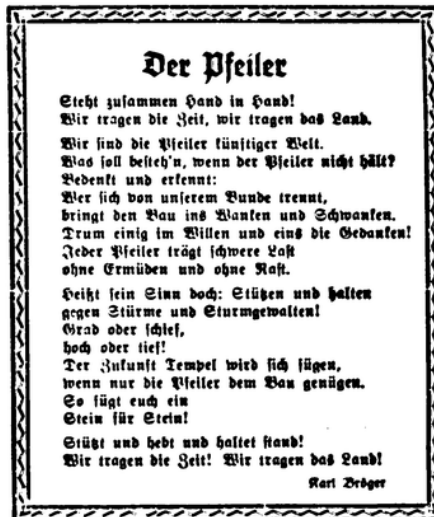 Der Pfeiler
Steht zusammen Hand in Hand!
Wir tragen die Zeit, wir tragen das Land.
Wir sind die Pfeiler künftiger Welt.
Was soll besteh'n, wenn der Pfeiler nicht hält?
Bedenkt und erkennt:
Wer sich von unserem Bunde trennt,
bringt den Bau ins Wanken und Schwanken.
Drum einig im Willen und eins die Gedanken!
Jeder Pfeiler trägt schwere Last
ohne Ermüden und ohne Rast.
Heißt sein Sinn doch: Stützen und halten
gegen Stürme und Sturmgewalten!
Grad oder schief,
hoch oder tief!
Der Zukunft Tempel wird sich fügen,
wenn nur die Pfeiler dem Bau genügen.
So fügt euch ein
Stein für Stein!
Stützt und hebt und haltet stand!
Wir tragen die Zeit! Wir tragen das Land!
Karl Bröger